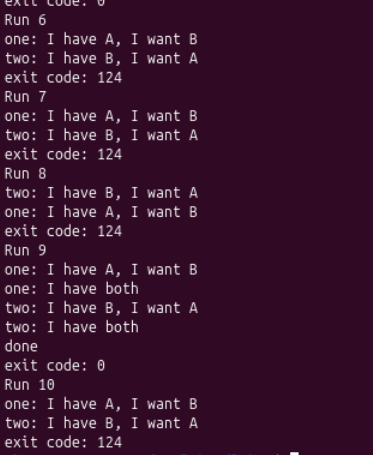 exit code: 0
Run 6
one: I have A, I want B
two: I have B, I want A
exit code: 124
Run 7
one: I have A, I want B
two: I have B, I want A
exit code: 124
Run 8
two: I have B, I want A
one: I have A, I want B
exit code: 124
Run 9
one: I have A, I want B
one: I have both
two: I have B, I want A
two: I have both
done
exit code: 0
Run 10
one: I have A, I want B
two: I have B, I want A
exit code: 124